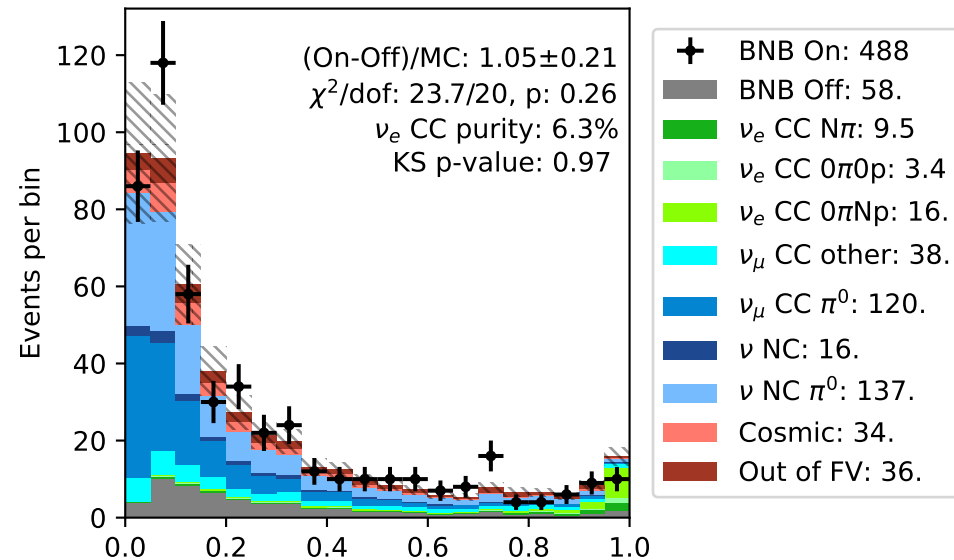 120
100
80
60
40
20
0
Events per bin
0.0 0.2 0.4 0.6 0.8 1.0
(On-Off)/MC: 1.05±0.21
χ²/dof: 23.7/20, p: 0.26
νₑ CC purity: 6.3%
KS p-value: 0.97
BNB On: 488
BNB Off: 58.
νₑ CC Nπ: 9.5
νₑ CC 0π0p: 3.4
νₑ CC 0πNp: 16.
ν_μ CC other: 38.
ν_μ CC π⁰: 120.
ν NC: 16.
ν NC π⁰: 137.
Cosmic: 34.
Out of FV: 36.